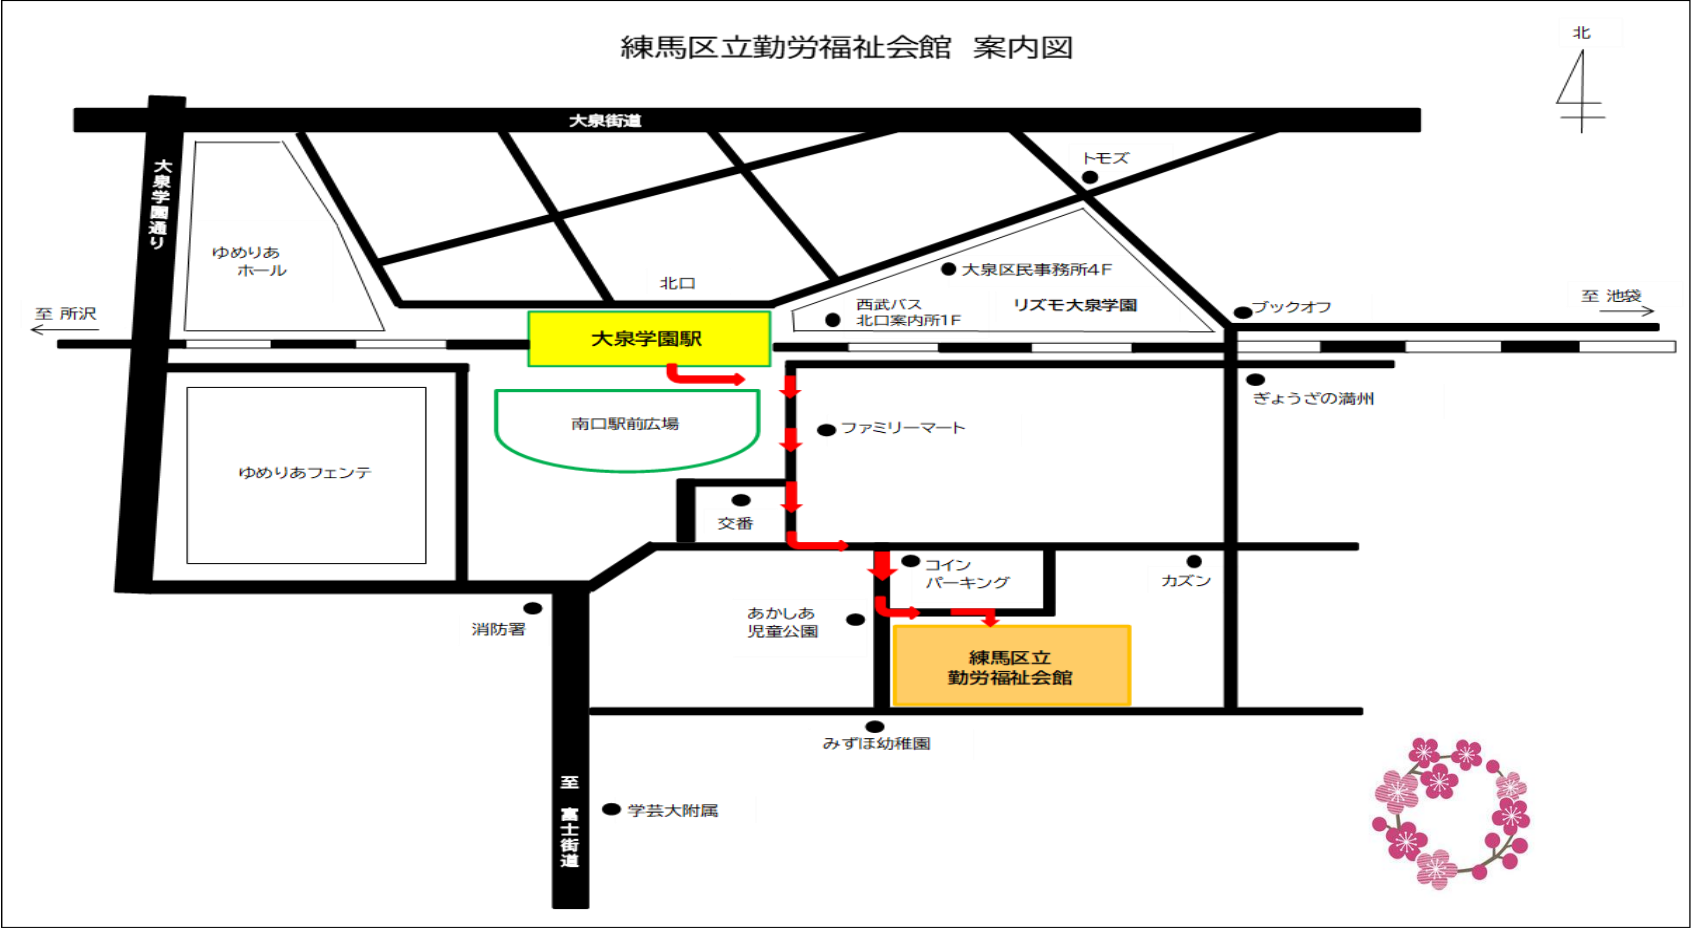 練馬区立勤労福祉会館 案内図
北
大泉街道
大泉学園通り
トモズ
ゆめりあ
ホール
北口
大泉区民事務所4F
西武バス
北口案内所1F
リズモ大泉学園
ブックオフ
至 所沢
至 池袋
大泉学園駅
ぎょうざの満州
南口駅前広場
ファミリーマート
ゆめりあフェンテ
交番
コイン
パーキング
カズン
消防署
あかしあ
児童公園
練馬区立
勤労福祉会館
みずほ幼稚園
至 富士街道
学芸大附属